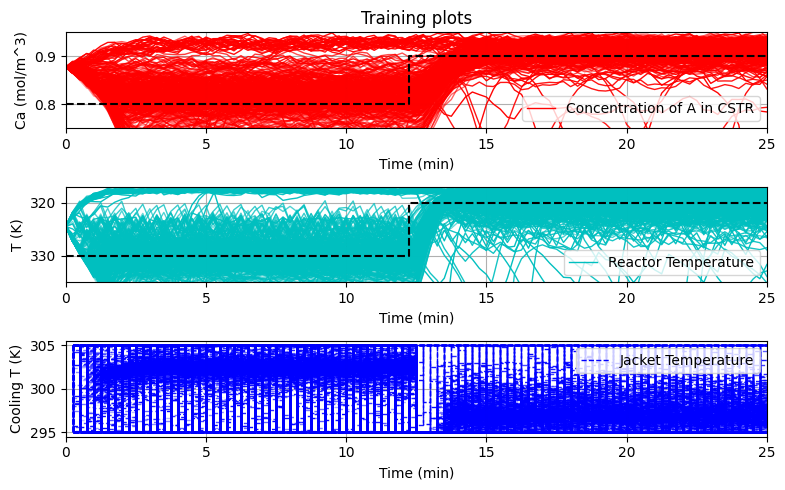 Training plots
Ca (mol/m^3)
0.9
0.8
Concentration of A in CSTR
0 5 10 15 20 25
Time (min)
T (K)
320
330
Reactor Temperature
0 5 10 15 20 25
Time (min)
Cooling T (K)
305
300
295
Jacket Temperature
0 5 10 15 20 25
Time (min)